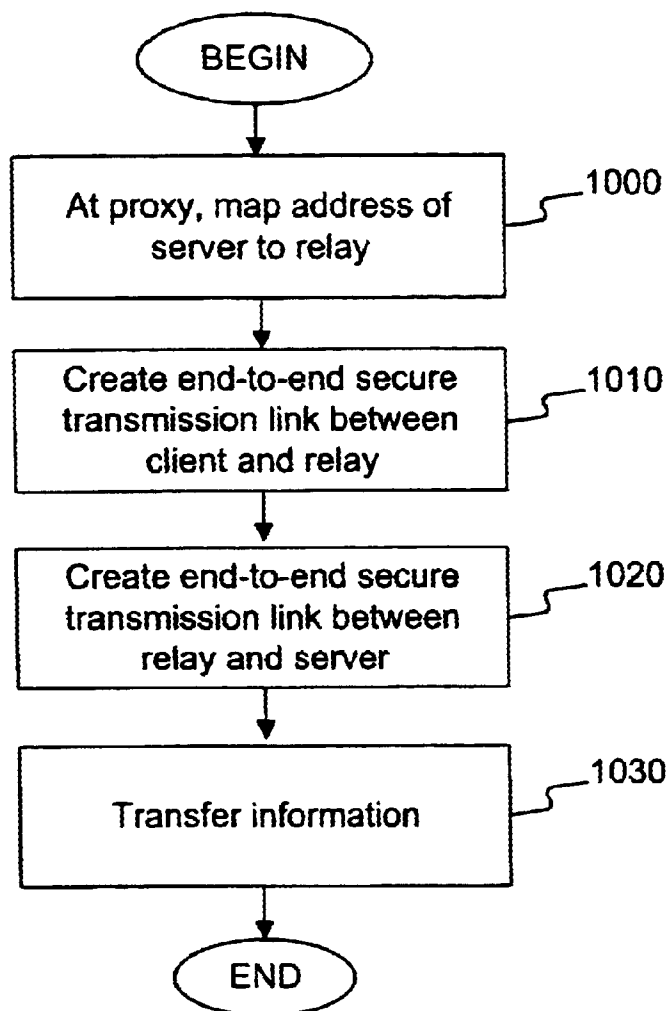 BEGIN
At proxy, map address of
server to relay
1000
Create end-to-end secure
transmission link between
client and relay
1010
Create end-to-end secure
transmission link between
relay and server
1020
Transfer information
1030
END